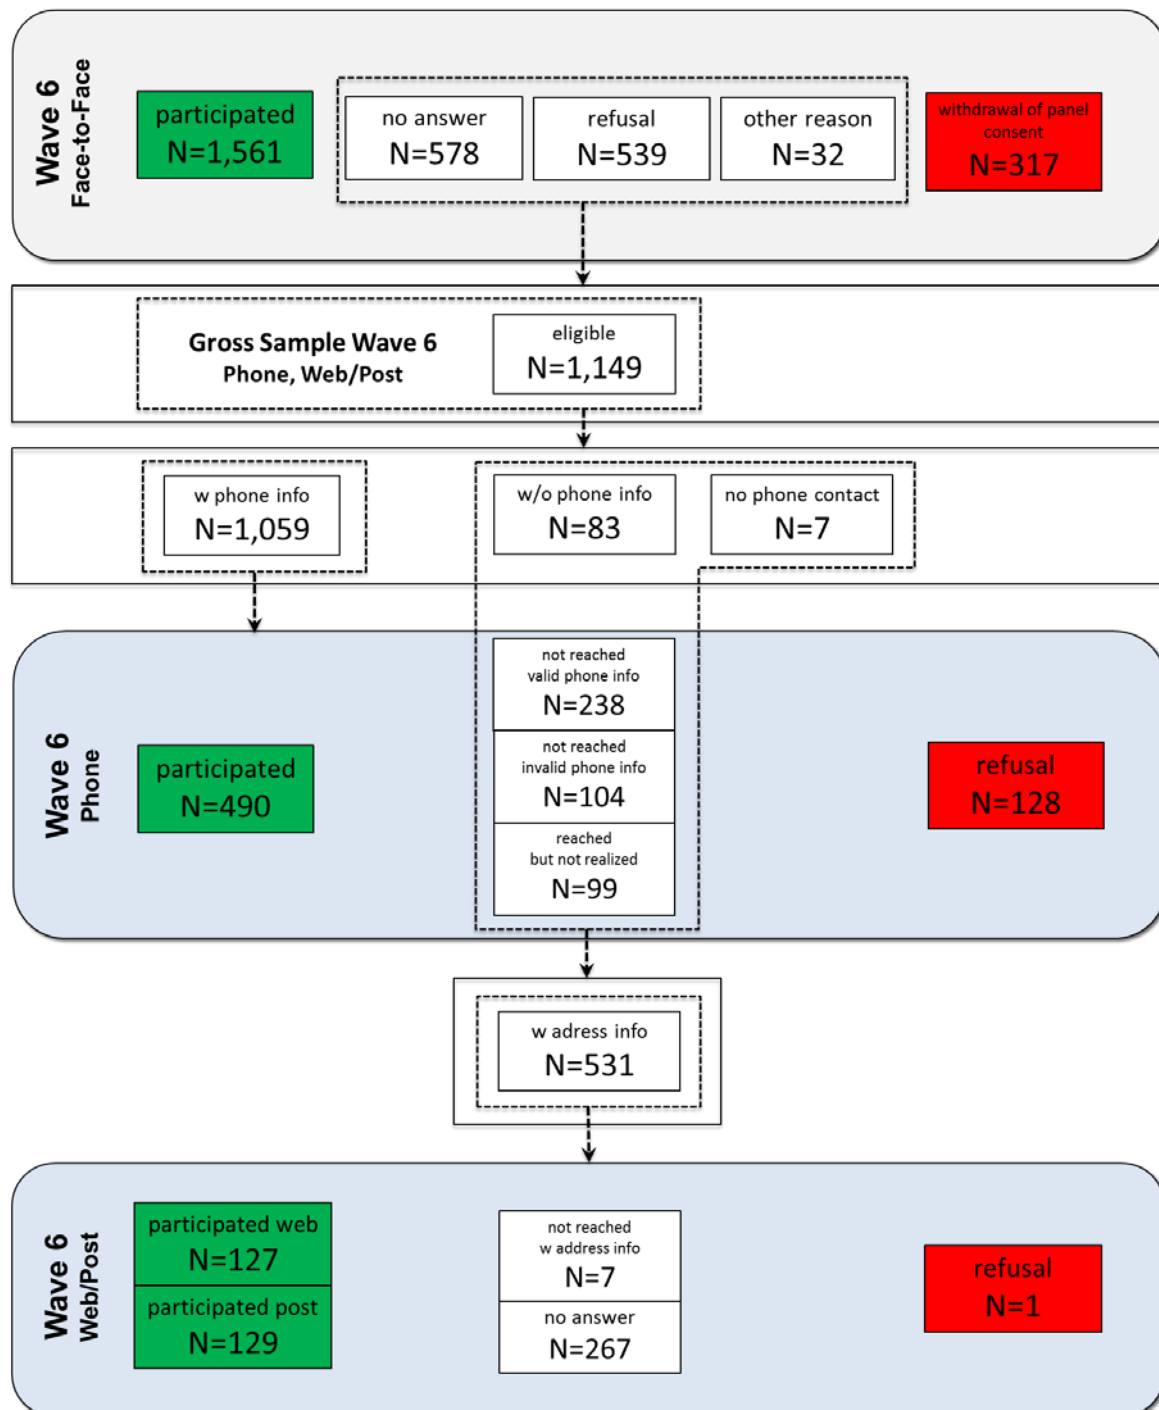 Wave 6
Face-to-Face
participated
N=1,561
no answer
N=578
refusal
N=539
other reason
N=32
withdrawal of panel
consent
N=317
Gross Sample Wave 6
Phone, Web/Post
eligible
N=1,149
w phone info
N=1,059
w/o phone info
N=83
no phone contact
N=7
Wave 6
Phone
participated
N=490
not reached
valid phone info
N=238
not reached
invalid phone info
N=104
reached
but not realized
N=99
refusal
N=128
w adress info
N=531
Wave 6
Web/Post
participated web
N=127
participated post
N=129
not reached
w address info
N=7
no answer
N=267
refusal
N=1